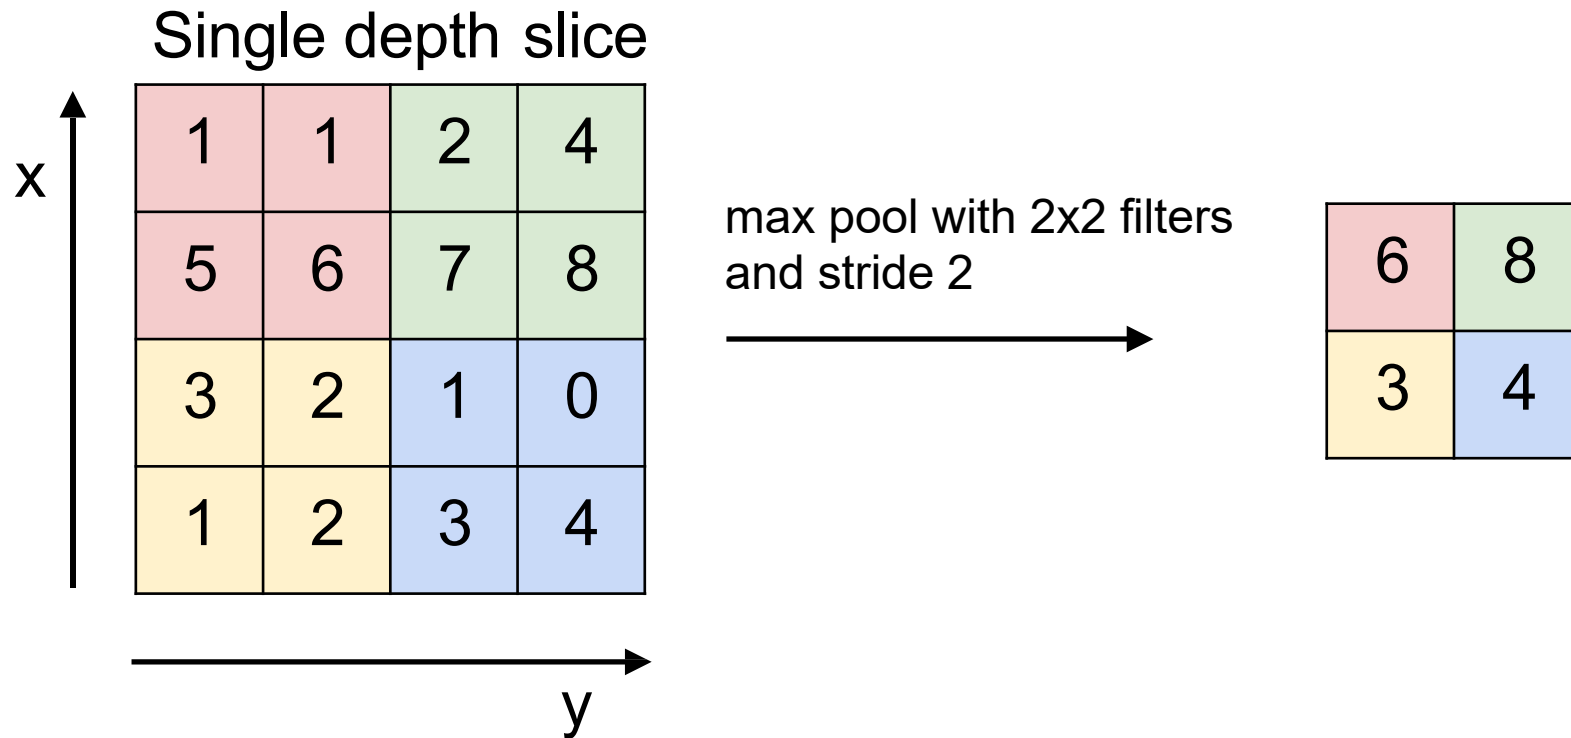 Single depth slice
x
1 1 2 4
5 6 7 8
3 2 1 0
1 2 3 4
y
max pool with 2x2 filters
and stride 2
6 8
3 4